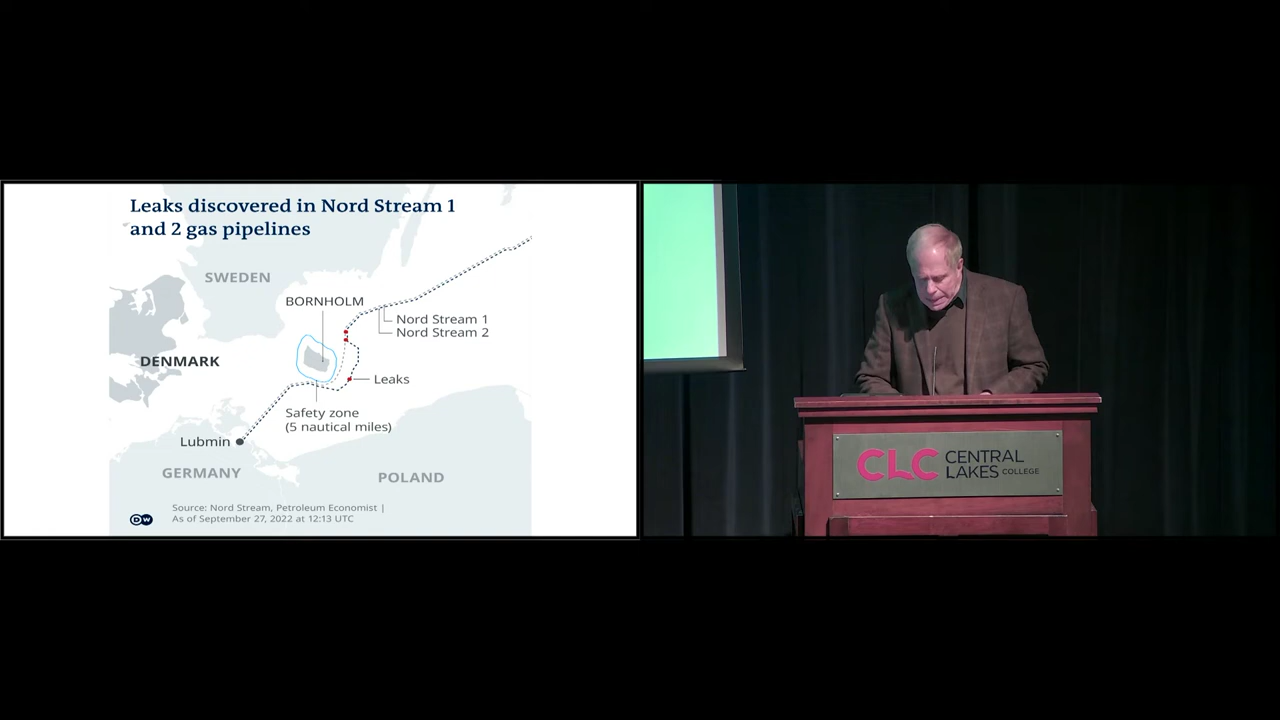 Leaks discovered in Nord Stream 1
and 2 gas pipelines
SWEDEN
BORNHOLM
Nord Stream 1
Nord Stream 2
DENMARK
Leaks
Safety zone
(5 nautical miles)
Lubmin
GERMANY
POLAND
Source: Nord Stream, Petroleum Economist |
As of September 27, 2022 at 12:13 UTC
DW
CLC CENTRAL
LAKES COLLEGE